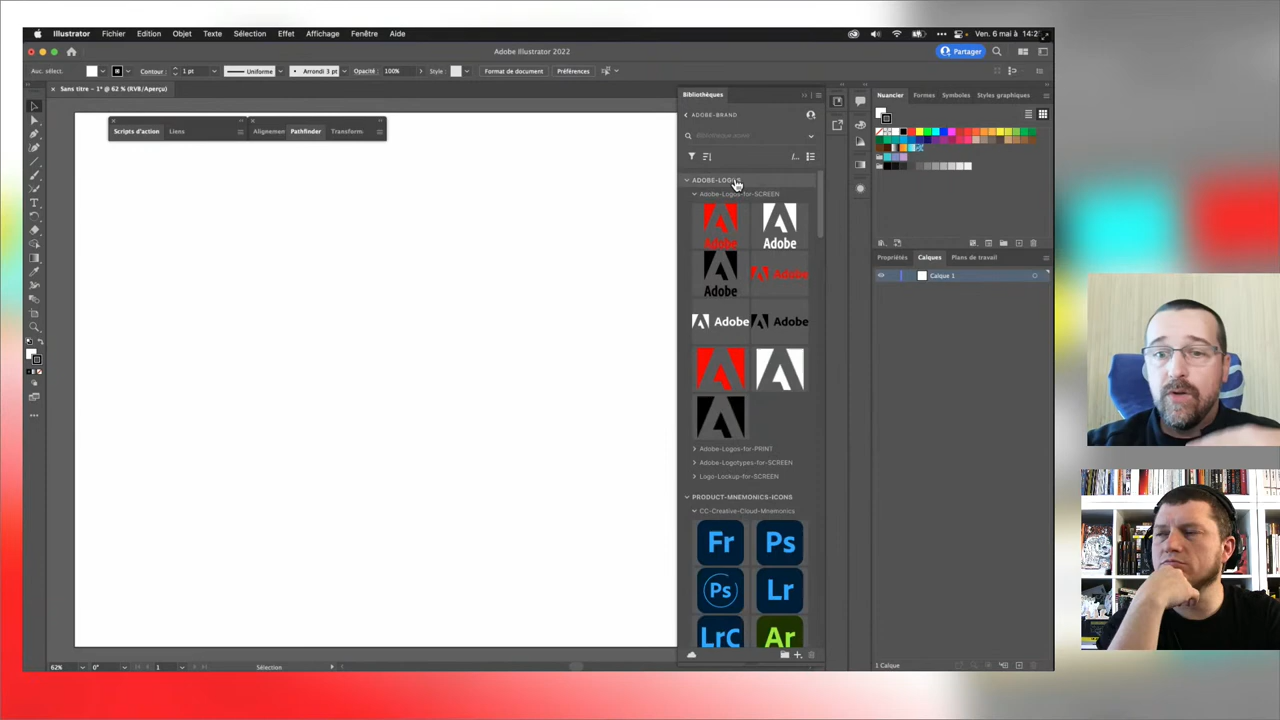 Illustrator Fichier Edition Objet Texte Sélection Effet Affichage Fenêtre Aide
Ven. 6 mai à 14:2
Adobe Illustrator 2022
Partager
Auc. sélect.
Contour :
1 pt
Uniforme
Arrondi 3 pt
Opacité : 100%
Style :
Format de document
Préférences
Sans titre - 1* @ 62 % (RVB/Aperçu)
Scripts d'action
Liens
Alignemen
Pathfinder
Transform
Bibliothèques
ADOBE-BRAND
ADOBE-LOGOS
Adobe-Logos-for-SCREEN
Adobe
Adobe
Adobe
Adobe
Adobe
Adobe
Adobe-Logos-for-PRINT
Adobe-Logotypes-for-SCREEN
Logo-Lockup-for-SCREEN
PRODUCT-MNEMONICS-ICONS
CC-Creative-Cloud-Mnemonics
Fr
Ps
Ps
Lr
LrC
Ar
Nuancier
Formes
Symboles
Styles graphiques
Propriétés
Calques
Plans de travail
Calque 1
1 Calque
62%
0°
1
Sélection